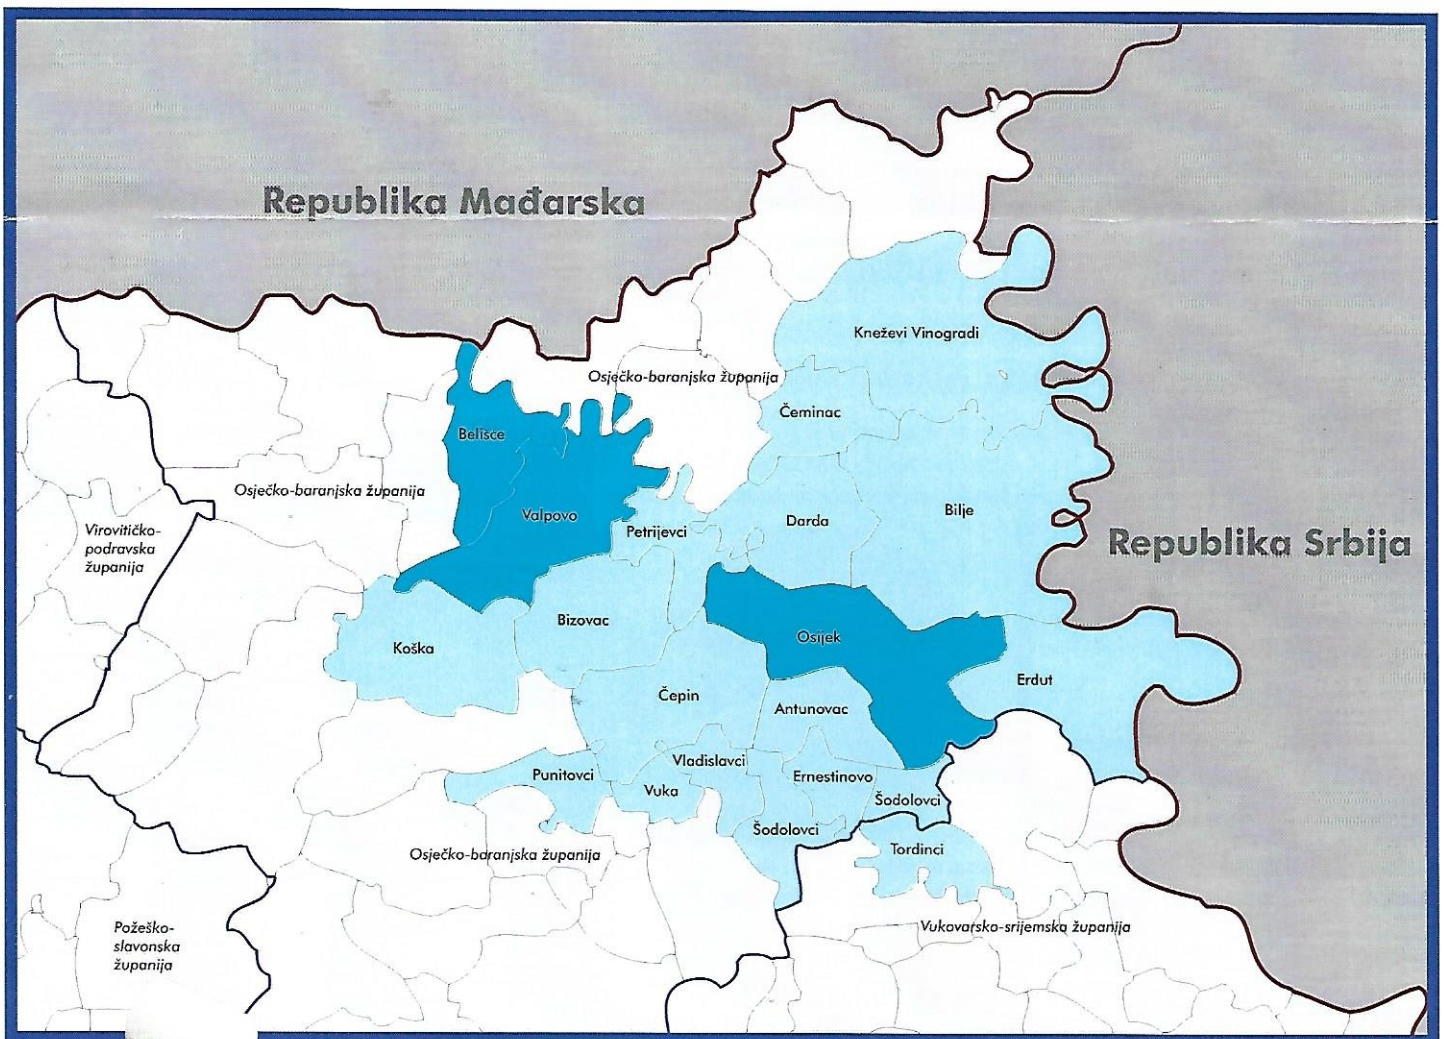 Republika Mađarska
Kneževi Vinogradi
Osječko-baranjska županija
Čeminac
Belišće
Osječko-baranjska županija
Bilje
Valpovo
Darda
Petrijevci
Virovitičko-
podravska
županija
Republika Srbija
Bizovac
Osijek
Koška
Erdut
Čepin
Antunovac
Vladislavci
Punitovci
Ernestinovo
Vuka
Šodolovci
Šodolovci
Tordinci
Osječko-baranjska županija
Vukovarsko-srijemska županija
Požeško-
slavonska
županija